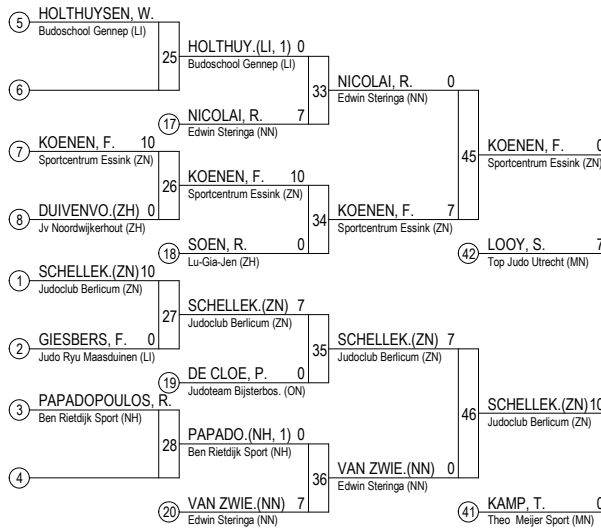 5 HOLTHUYSEN, W.
Budoschool Gennep (LI)
25 HOLTHUY.(LI, 1) 0
Budoschool Gennep (LI)
6
33 NICOLAI, R. 0
Edwin Steringa (NN)
17 NICOLAI, R. 7
Edwin Steringa (NN)
7 KOENEN, F. 10
Sportcentrum Essink (ZN)
45 KOENEN, F. 0
Sportcentrum Essink (ZN)
26 KOENEN, F. 10
Sportcentrum Essink (ZN)
8 DUIVENVO.(ZH) 0
Jv Noordwijkerhout (ZH)
34 KOENEN, F. 7
Sportcentrum Essink (ZN)
18 SOEN, R. 0
Lu-Gia-Jen (ZH)
42 LOOY, S. 7
Top Judo Utrecht (MN)
1 SCHELLEK.(ZN) 10
Judoclub Berlicum (ZN)
27 SCHELLEK.(ZN) 7
Judoclub Berlicum (ZN)
2 GIESBERS, F. 0
Judo Ryu Maasduinen (LI)
35 SCHELLEK.(ZN) 7
Judoclub Berlicum (ZN)
19 DE CLOE, P. 0
Judoteam Bijsterbos. (ON)
3 PAPADOPOULOS, R.
Ben Rietdijk Sport (NH)
46 SCHELLEK.(ZN) 10
Judoclub Berlicum (ZN)
28 PAPADO.(NH, 1) 0
Ben Rietdijk Sport (NH)
4
36 VAN ZWIE.(NN) 0
Edwin Steringa (NN)
20 VAN ZWIE.(NN) 7
Edwin Steringa (NN)
41 KAMP, T. 0
Theo Meijer Sport (MN)